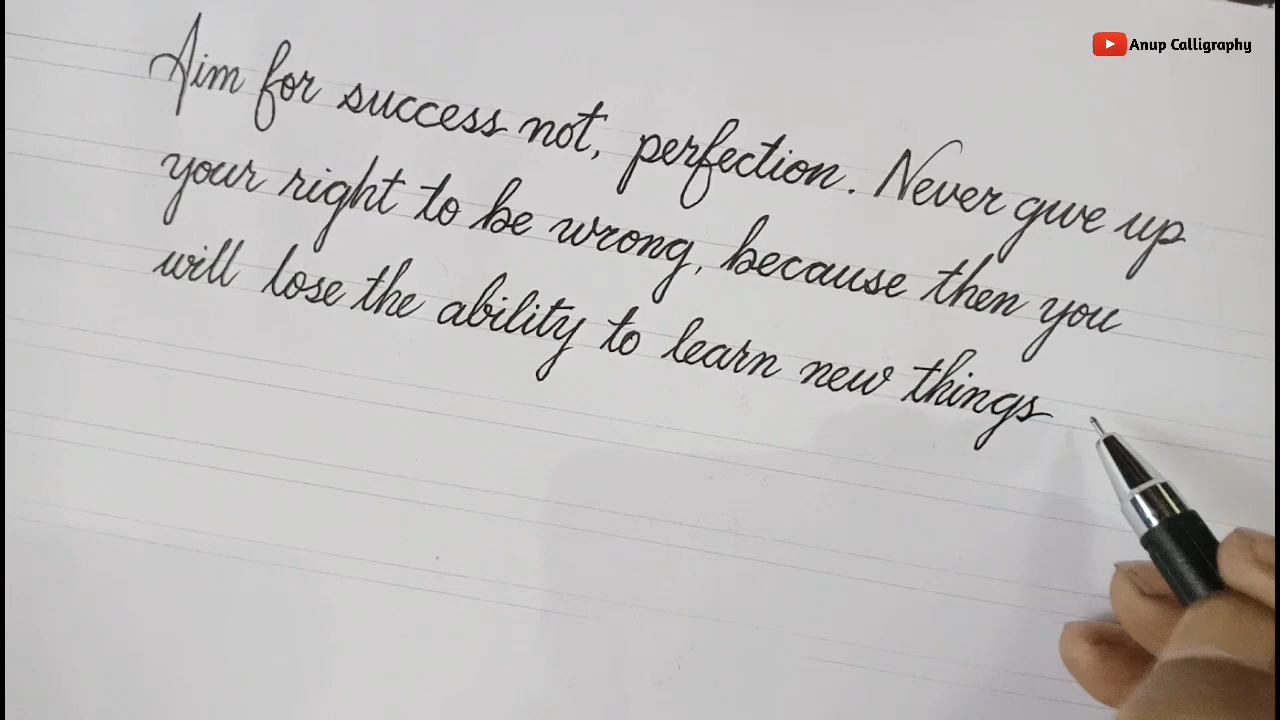 Anup Calligraphy
Aim for success not, perfection. Never give up
your right to be wrong, because then you
will lose the ability to learn new things